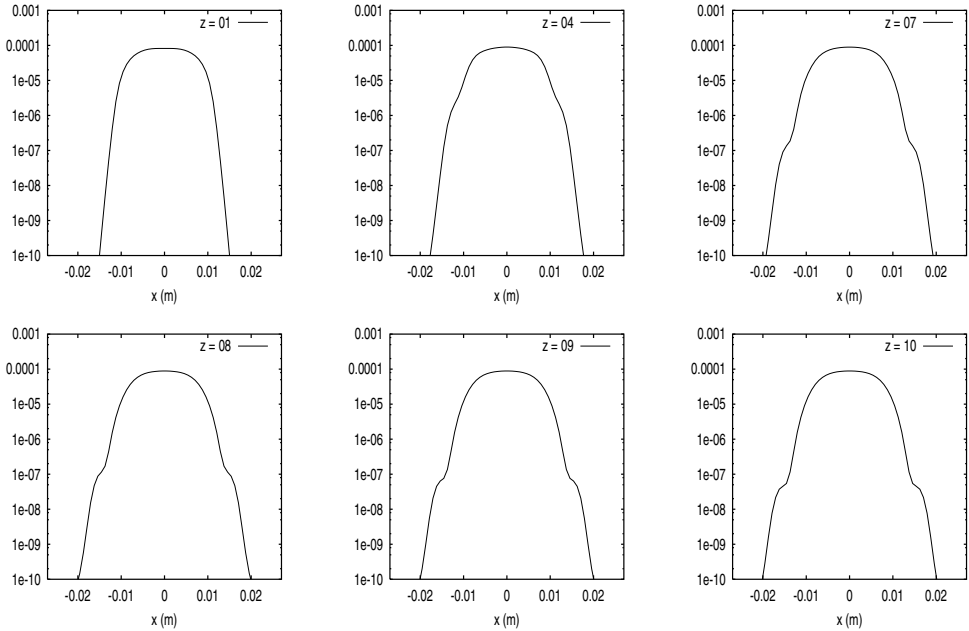 0.001
0.0001
1e-05
1e-06
1e-07
1e-08
1e-09
1e-10
z = 01
-0.02 -0.01 0 0.01 0.02
x (m)
0.001
0.0001
1e-05
1e-06
1e-07
1e-08
1e-09
1e-10
z = 04
-0.02 -0.01 0 0.01 0.02
x (m)
0.001
0.0001
1e-05
1e-06
1e-07
1e-08
1e-09
1e-10
z = 07
-0.02 -0.01 0 0.01 0.02
x (m)
0.001
0.0001
1e-05
1e-06
1e-07
1e-08
1e-09
1e-10
z = 08
-0.02 -0.01 0 0.01 0.02
x (m)
0.001
0.0001
1e-05
1e-06
1e-07
1e-08
1e-09
1e-10
z = 09
-0.02 -0.01 0 0.01 0.02
x (m)
0.001
0.0001
1e-05
1e-06
1e-07
1e-08
1e-09
1e-10
z = 10
-0.02 -0.01 0 0.01 0.02
x (m)